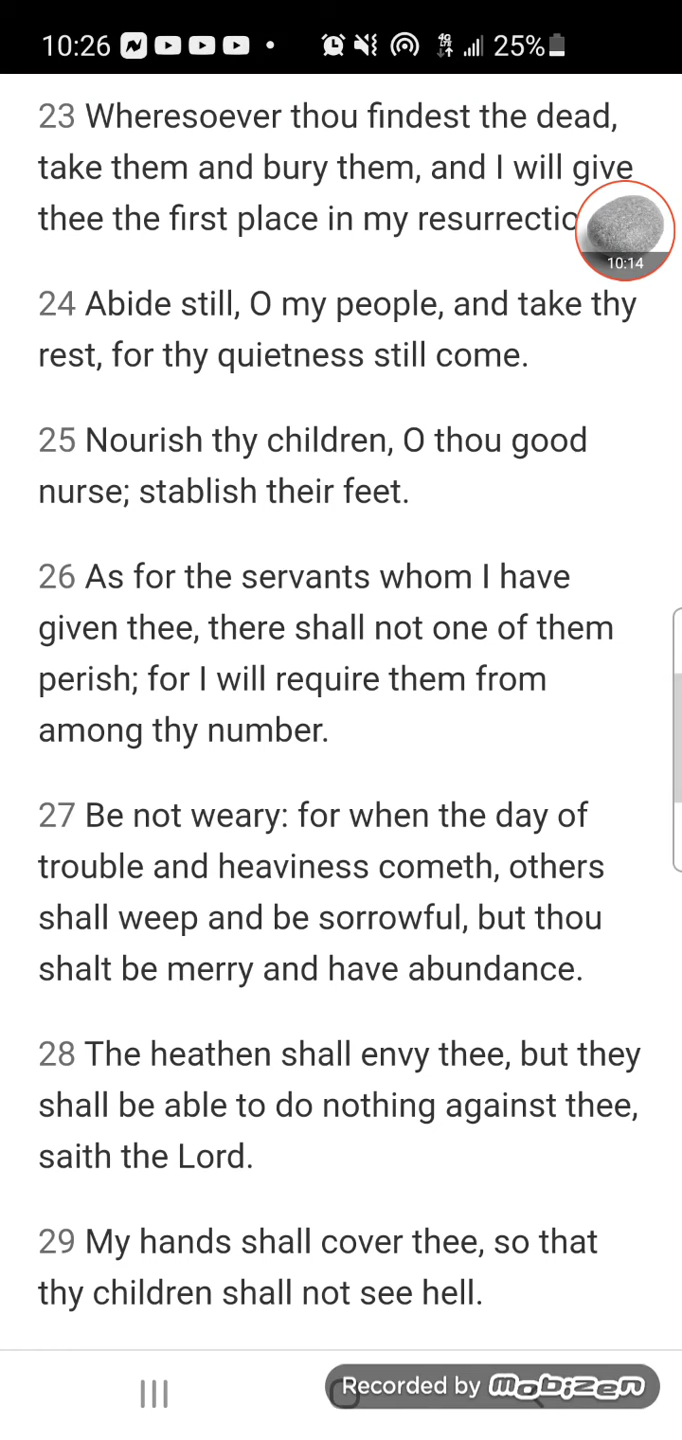 10:26 25%
23 Wheresoever thou findest the dead,
take them and bury them, and I will give
thee the first place in my
10:14
24 Abide still, O my people, and take thy
rest, for thy quietness still come.
25 Nourish thy children, O thou good
nurse; stablish their feet.
26 As for the servants whom I have
given thee, there shall not one of them
perish; for I will require them from
among thy number.
27 Be not weary: for when the day of
trouble and heaviness cometh, others
shall weep and be sorrowful, but thou
shalt be merry and have abundance.
28 The heathen shall envy thee, but they
shall be able to do nothing against thee,
saith the Lord.
29 My hands shall cover thee, so that
thy children shall not see hell.
Recorded by mobizen